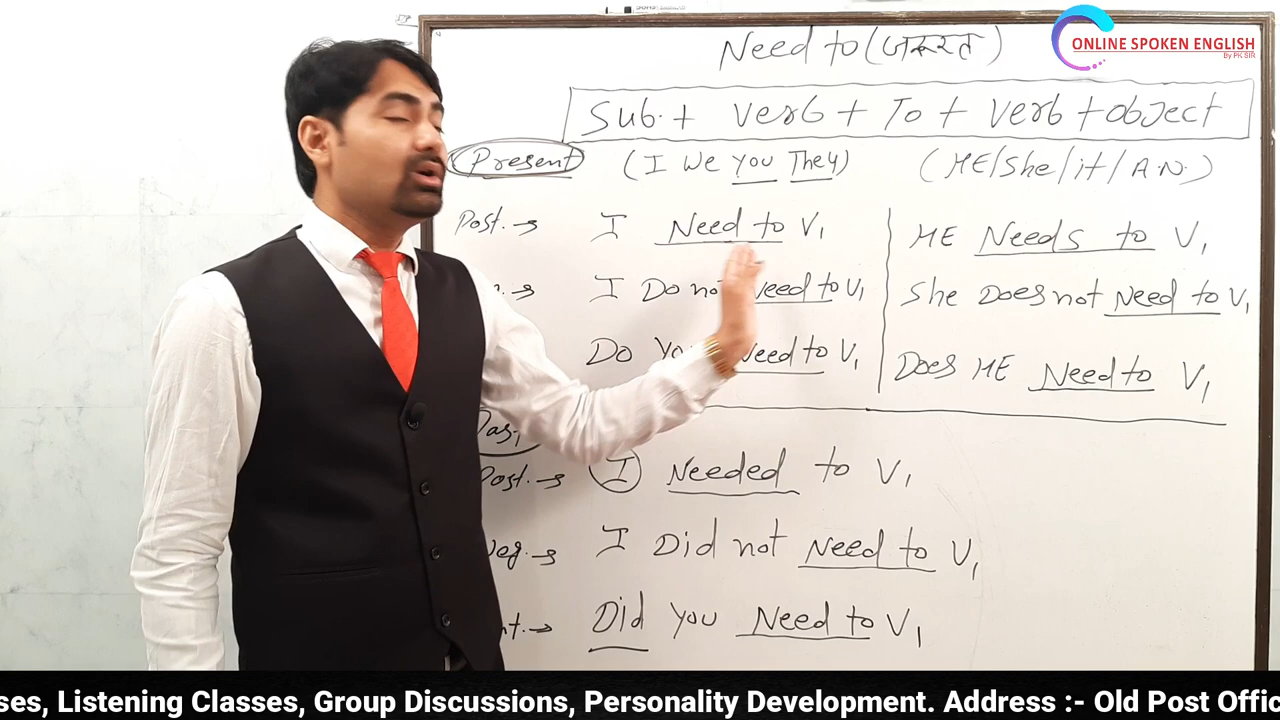 Need to (जरूरत)
ONLINE SPOKEN ENGLISH
By PK SIR
Sub. + Verb + To + Verb + Object
Present (I We you They) (HE/She/it/A.N.)
Post. → I Need to V1 HE Needs to V1
I Do not Need to V1 She Does not Need to V1
Do you Need to V1 Does HE Need to V1
Past
Post. → I Needed to V1
Neg. → I Did not Need to V1
nt. → Did you Need to V1
ses, Listening Classes, Group Discussions, Personality Development. Address :- Old Post Offic